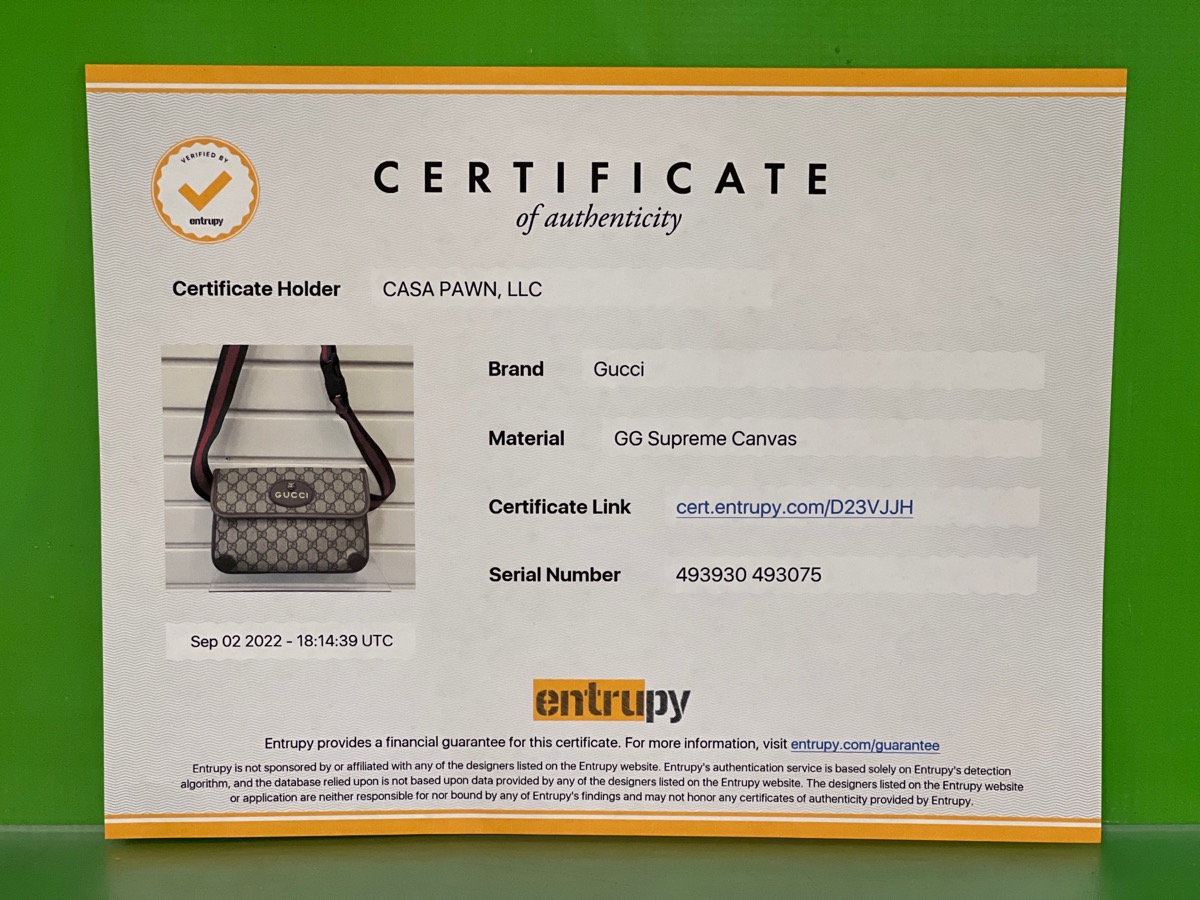 VERIFIED BY
entrupy
CERTIFICATE
of authenticity
Certificate Holder CASA PAWN, LLC
GUCCI
Brand Gucci
Material GG Supreme Canvas
Certificate Link cert.entrupy.com/D23VJJH
Serial Number 493930 493075
Sep 02 2022 - 18:14:39 UTC
entrupy
Entrupy provides a financial guarantee for this certificate. For more information, visit entrupy.com/guarantee
Entrupy is not sponsored by or affiliated with any of the designers listed on the Entrupy website. Entrupy's authentication service is based solely on Entrupy's detection
algorithm, and the database relied upon is not based upon data provided by any of the designers listed on the Entrupy website. The designers listed on the Entrupy website
or application are neither responsible for nor bound by any of Entrupy's findings and may not honor any certificates of authenticity provided by Entrupy.